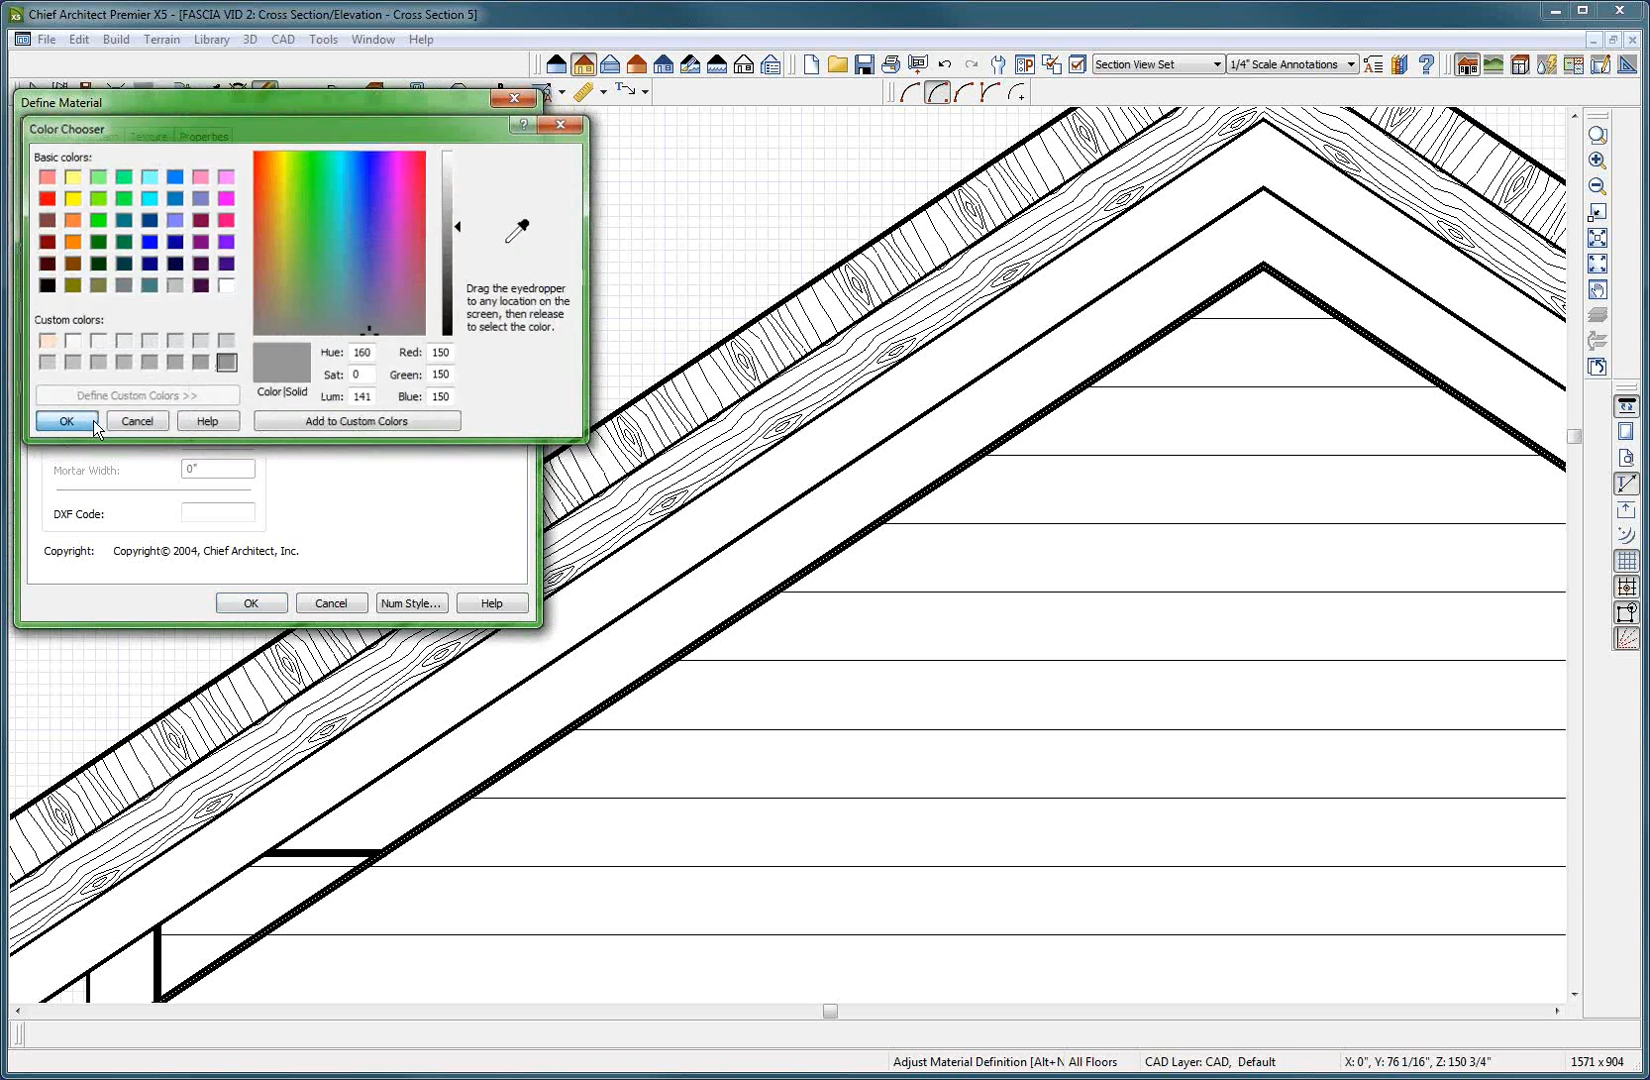 Chief Architect Premier X5 - [FASCIA VID 2: Cross Section/Elevation - Cross Section 5]
File Edit Build Terrain Library 3D CAD Tools Window Help
Section View Set 1/4" Scale Annotations
Define Material
Color Chooser
Texture Properties
Basic colors:
Custom colors:
Drag the eyedropper
to any location on the
screen, then release
to select the color.
Hue: 160 Red: 150
Sat: 0 Green: 150
Color|Solid
Lum: 141 Blue: 150
Define Custom Colors >>
OK Cancel Help Add to Custom Colors
Mortar Width: 0"
DXF Code:
Copyright: Copyright© 2004, Chief Architect, Inc.
OK Cancel Num Style... Help
Adjust Material Definition [Alt+N All Floors CAD Layer: CAD, Default X: 0", Y: 76 1/16", Z: 150 3/4" 1571 x 904